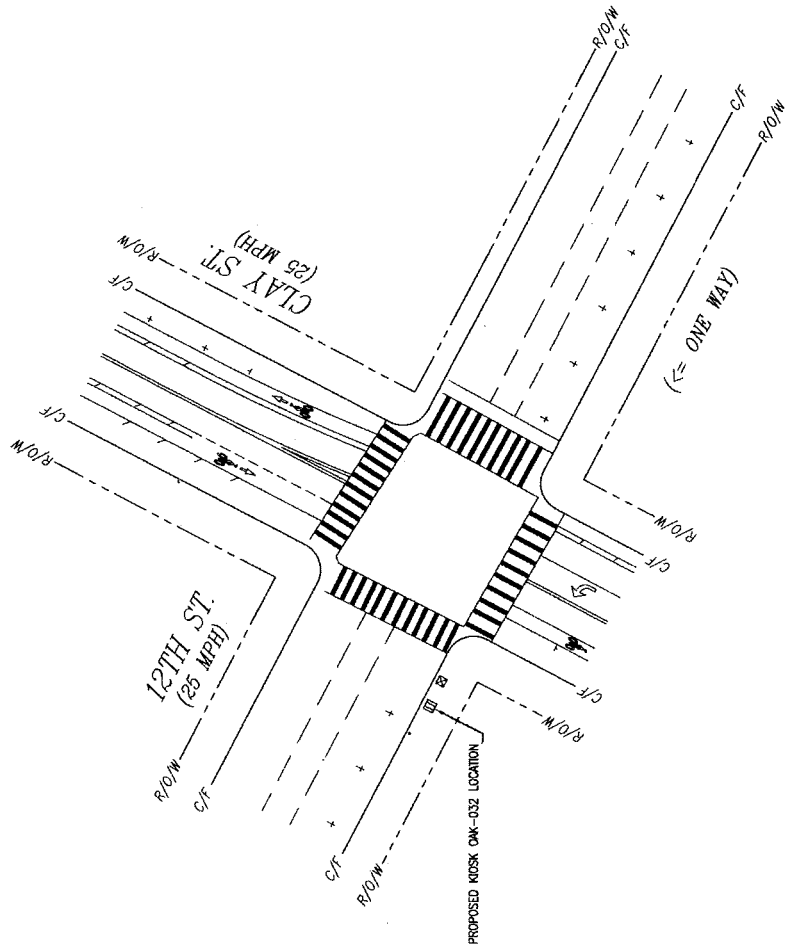 R/O/W
C/F
C/F
R/O/W
CLAY ST.
(25 MPH)
R/O/W
C/F
C/F
R/O/W
(<= ONE WAY)
R/O/W
C/F
12TH ST.
(25 MPH)
R/O/W
C/F
C/F
R/O/W
C/F
R/O/W
PROPOSED KIOSK OAK-032 LOCATION